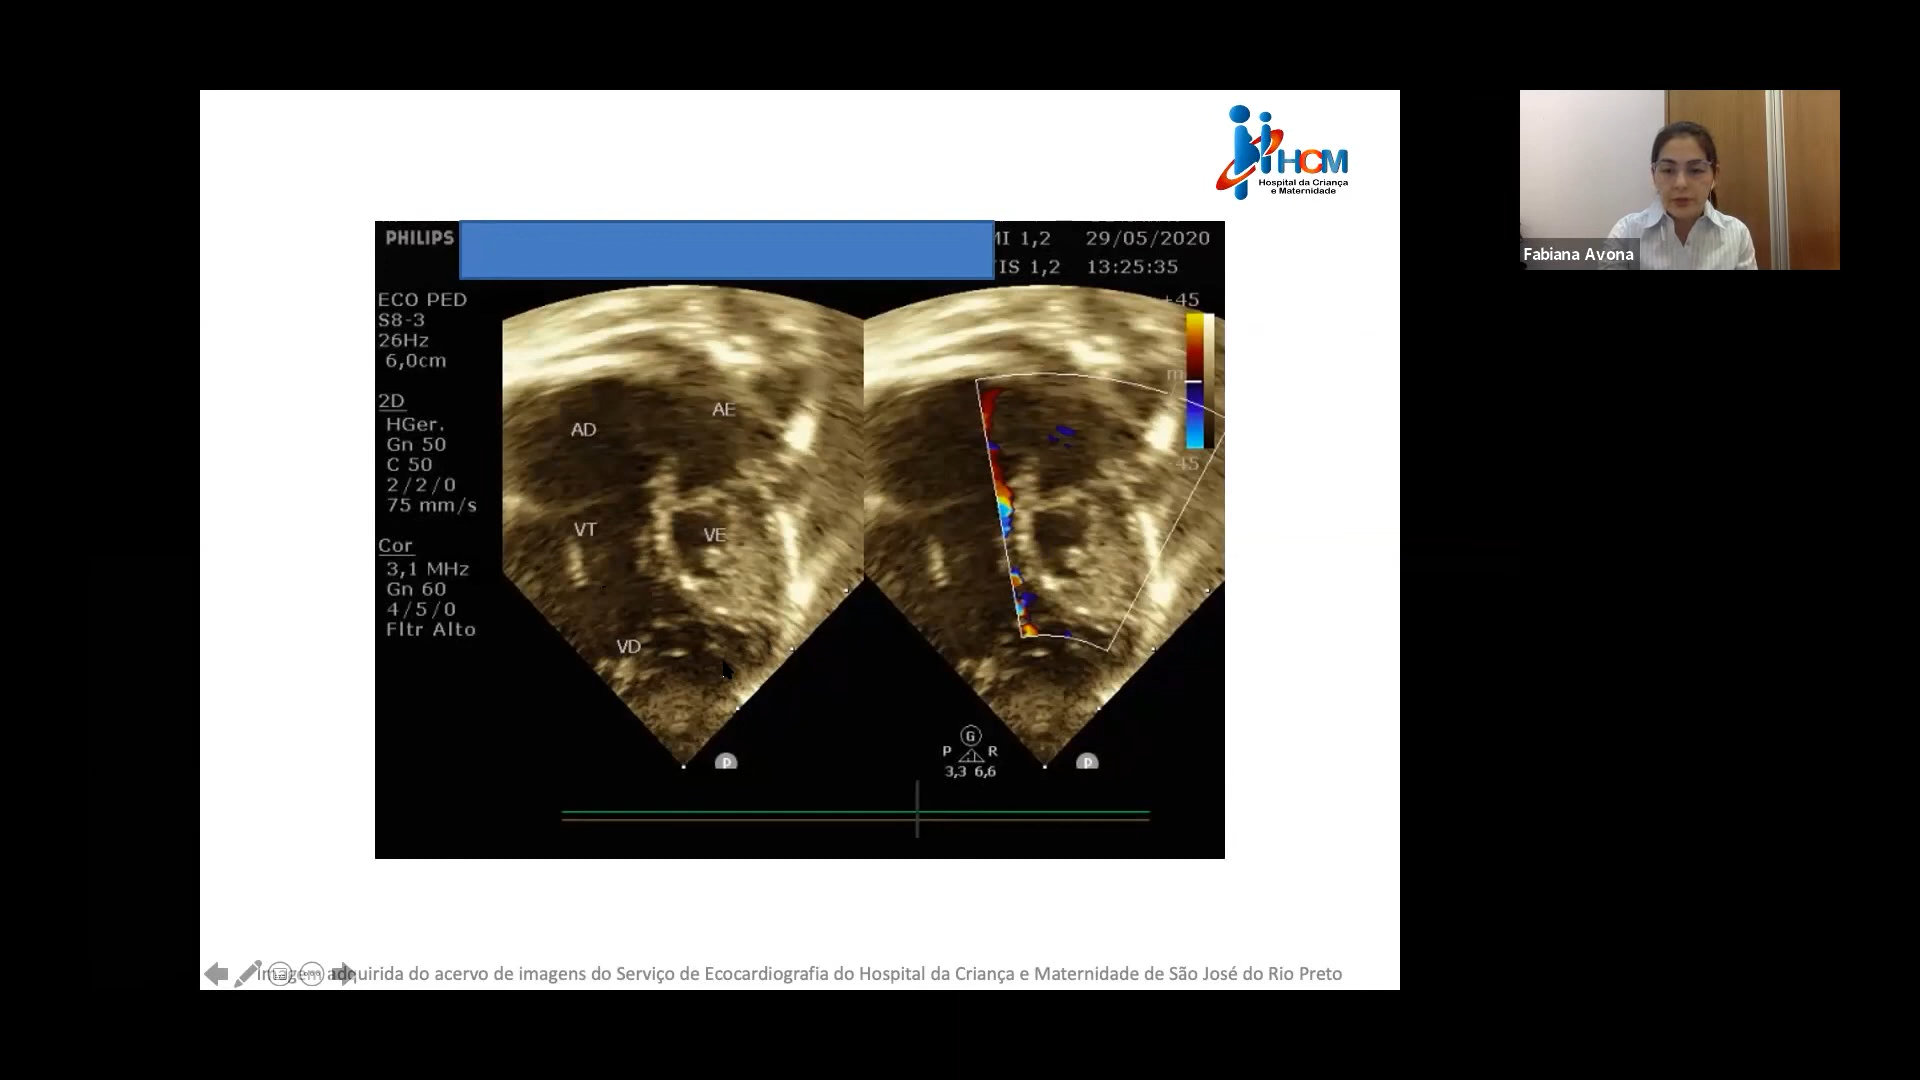 HCM
Hospital da Criança
e Maternidade
Fabiana Avona
PHILIPS
MI 1,2 29/05/2020
TIS 1,2 13:25:35
ECO PED
S8-3
26Hz
6,0cm
2D
HGer.
Gn 50
C 50
2/2/0
75 mm/s
Cor
3,1 MHz
Gn 60
4/5/0
Fltr Alto
AD
AE
VT
VE
VD
P
+45
m
-45
G
P R
3,3 6,6
P
Imagem adquirida do acervo de imagens do Serviço de Ecocardiografia do Hospital da Criança e Maternidade de São José do Rio Preto